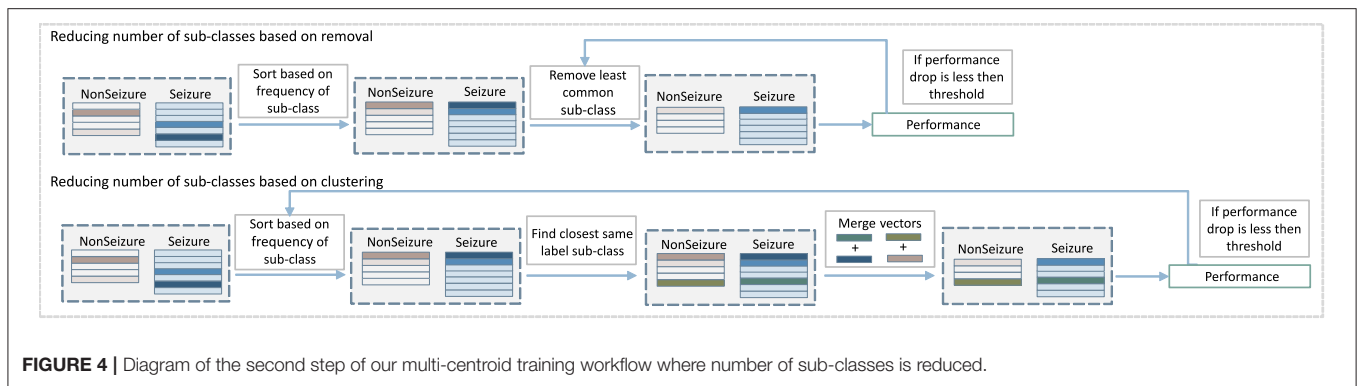 Reducing number of sub-classes based on removal
NonSeizure
Seizure
Sort based on
frequency of
sub-class
NonSeizure
Seizure
Remove least
common
sub-class
NonSeizure
Seizure
Performance
If performance
drop is less then
threshold
Reducing number of sub-classes based on clustering
NonSeizure
Seizure
Sort based on
frequency of
sub-class
NonSeizure
Seizure
Find closest same
label sub-class
NonSeizure
Seizure
Merge vectors
+ +
NonSeizure
Seizure
Performance
If performance
drop is less then
threshold
FIGURE 4 | Diagram of the second step of our multi-centroid training workflow where number of sub-classes is reduced.